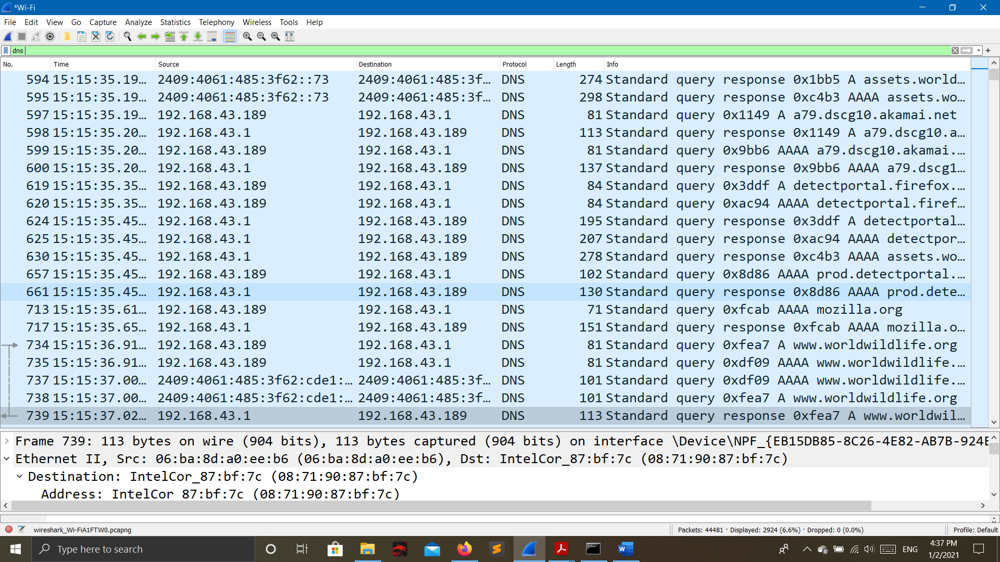 *Wi-Fi
File Edit View Go Capture Analyze Statistics Telephony Wireless Tools Help
dns
No. Time Source Destination Protocol Length Info
594 15:15:35.19… 2409:4061:485:3f62::73 2409:4061:485:3f… DNS 274 Standard query response 0x1bb5 A assets.world…
595 15:15:35.19… 2409:4061:485:3f62::73 2409:4061:485:3f… DNS 298 Standard query response 0xc4b3 AAAA assets.wo…
597 15:15:35.19… 192.168.43.189 192.168.43.1 DNS 81 Standard query 0x1149 A a79.dscg10.akamai.net
598 15:15:35.20… 192.168.43.1 192.168.43.189 DNS 113 Standard query response 0x1149 A a79.dscg10.a…
599 15:15:35.20… 192.168.43.189 192.168.43.1 DNS 81 Standard query 0x9bb6 AAAA a79.dscg10.akamai.…
600 15:15:35.20… 192.168.43.1 192.168.43.189 DNS 137 Standard query response 0x9bb6 AAAA a79.dscg1…
619 15:15:35.35… 192.168.43.189 192.168.43.1 DNS 84 Standard query 0x3ddf A detectportal.firefox.…
620 15:15:35.35… 192.168.43.189 192.168.43.1 DNS 84 Standard query 0xac94 AAAA detectportal.firef…
624 15:15:35.45… 192.168.43.1 192.168.43.189 DNS 195 Standard query response 0x3ddf A detectportal…
625 15:15:35.45… 192.168.43.1 192.168.43.189 DNS 207 Standard query response 0xac94 AAAA detectpor…
630 15:15:35.45… 192.168.43.1 192.168.43.189 DNS 278 Standard query response 0xc4b3 AAAA assets.wo…
657 15:15:35.45… 192.168.43.189 192.168.43.1 DNS 102 Standard query 0x8d86 AAAA prod.detectportal.…
661 15:15:35.45… 192.168.43.1 192.168.43.189 DNS 130 Standard query response 0x8d86 AAAA prod.dete…
713 15:15:35.61… 192.168.43.189 192.168.43.1 DNS 71 Standard query 0xfcab AAAA mozilla.org
717 15:15:35.65… 192.168.43.1 192.168.43.189 DNS 151 Standard query response 0xfcab AAAA mozilla.o…
734 15:15:36.91… 192.168.43.189 192.168.43.1 DNS 81 Standard query 0xfea7 A www.worldwildlife.org
735 15:15:36.91… 192.168.43.189 192.168.43.1 DNS 81 Standard query 0xdf09 AAAA www.worldwildlife.…
737 15:15:37.00… 2409:4061:485:3f62:cde1:… 2409:4061:485:3f… DNS 101 Standard query 0xdf09 AAAA www.worldwildlife.…
738 15:15:37.00… 2409:4061:485:3f62:cde1:… 2409:4061:485:3f… DNS 101 Standard query 0xfea7 A www.worldwildlife.org
739 15:15:37.02… 192.168.43.1 192.168.43.189 DNS 113 Standard query response 0xfea7 A www.worldwil…
Frame 739: 113 bytes on wire (904 bits), 113 bytes captured (904 bits) on interface \Device\NPF_{EB15DB85-8C26-4E82-AB7B-924E
Ethernet II, Src: 06:ba:8d:a0:ee:b6 (06:ba:8d:a0:ee:b6), Dst: IntelCor_87:bf:7c (08:71:90:87:bf:7c)
Destination: IntelCor_87:bf:7c (08:71:90:87:bf:7c)
Address: IntelCor 87:bf:7c (08:71:90:87:bf:7c)
wireshark_Wi-FiA1FTW0.pcapng Packets: 44481 · Displayed: 2924 (6.6%) · Dropped: 0 (0.0%) Profile: Default
Type here to search ENG 4:37 PM
1/2/2021